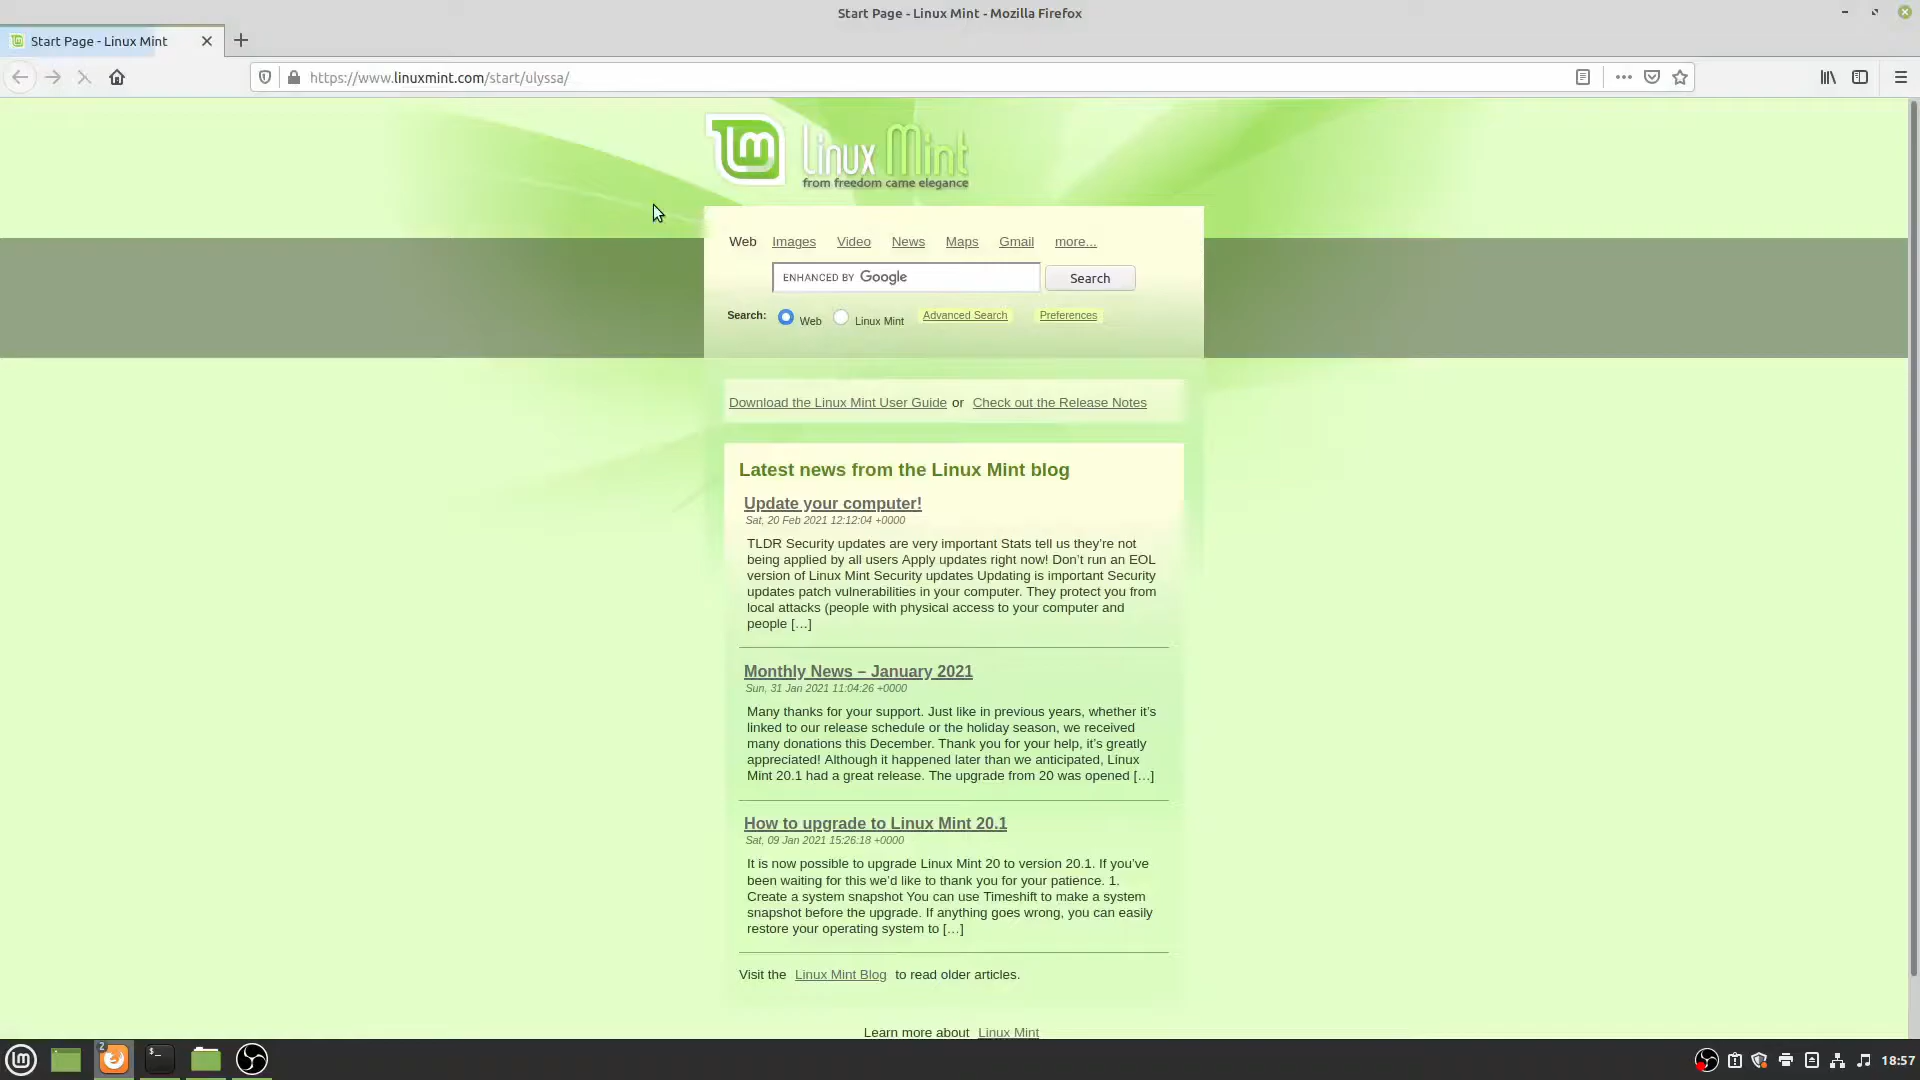 Start Page - Linux Mint - Mozilla Firefox
Start Page - Linux Mint
https://www.linuxmint.com/start/ulyssa/
Linux Mint
from freedom came elegance
Web Images Video News Maps Gmail more...
ENHANCED BY Google Search
Search: Web Linux Mint Advanced Search Preferences
Download the Linux Mint User Guide or Check out the Release Notes
Latest news from the Linux Mint blog
Update your computer!
Sat, 20 Feb 2021 12:12:04 +0000
TLDR Security updates are very important Stats tell us they’re not
being applied by all users Apply updates right now! Don’t run an EOL
version of Linux Mint Security updates Updating is important Security
updates patch vulnerabilities in your computer. They protect you from
local attacks (people with physical access to your computer and
people […]
Monthly News – January 2021
Sun, 31 Jan 2021 11:04:26 +0000
Many thanks for your support. Just like in previous years, whether it’s
linked to our release schedule or the holiday season, we received
many donations this December. Thank you for your help, it’s greatly
appreciated! Although it happened later than we anticipated, Linux
Mint 20.1 had a great release. The upgrade from 20 was opened […]
How to upgrade to Linux Mint 20.1
Sat, 09 Jan 2021 15:26:18 +0000
It is now possible to upgrade Linux Mint 20 to version 20.1. If you’ve
been waiting for this we’d like to thank you for your patience. 1.
Create a system snapshot You can use Timeshift to make a system
snapshot before the upgrade. If anything goes wrong, you can easily
restore your operating system to […]
Visit the Linux Mint Blog to read older articles.
Learn more about Linux Mint
2
18:57